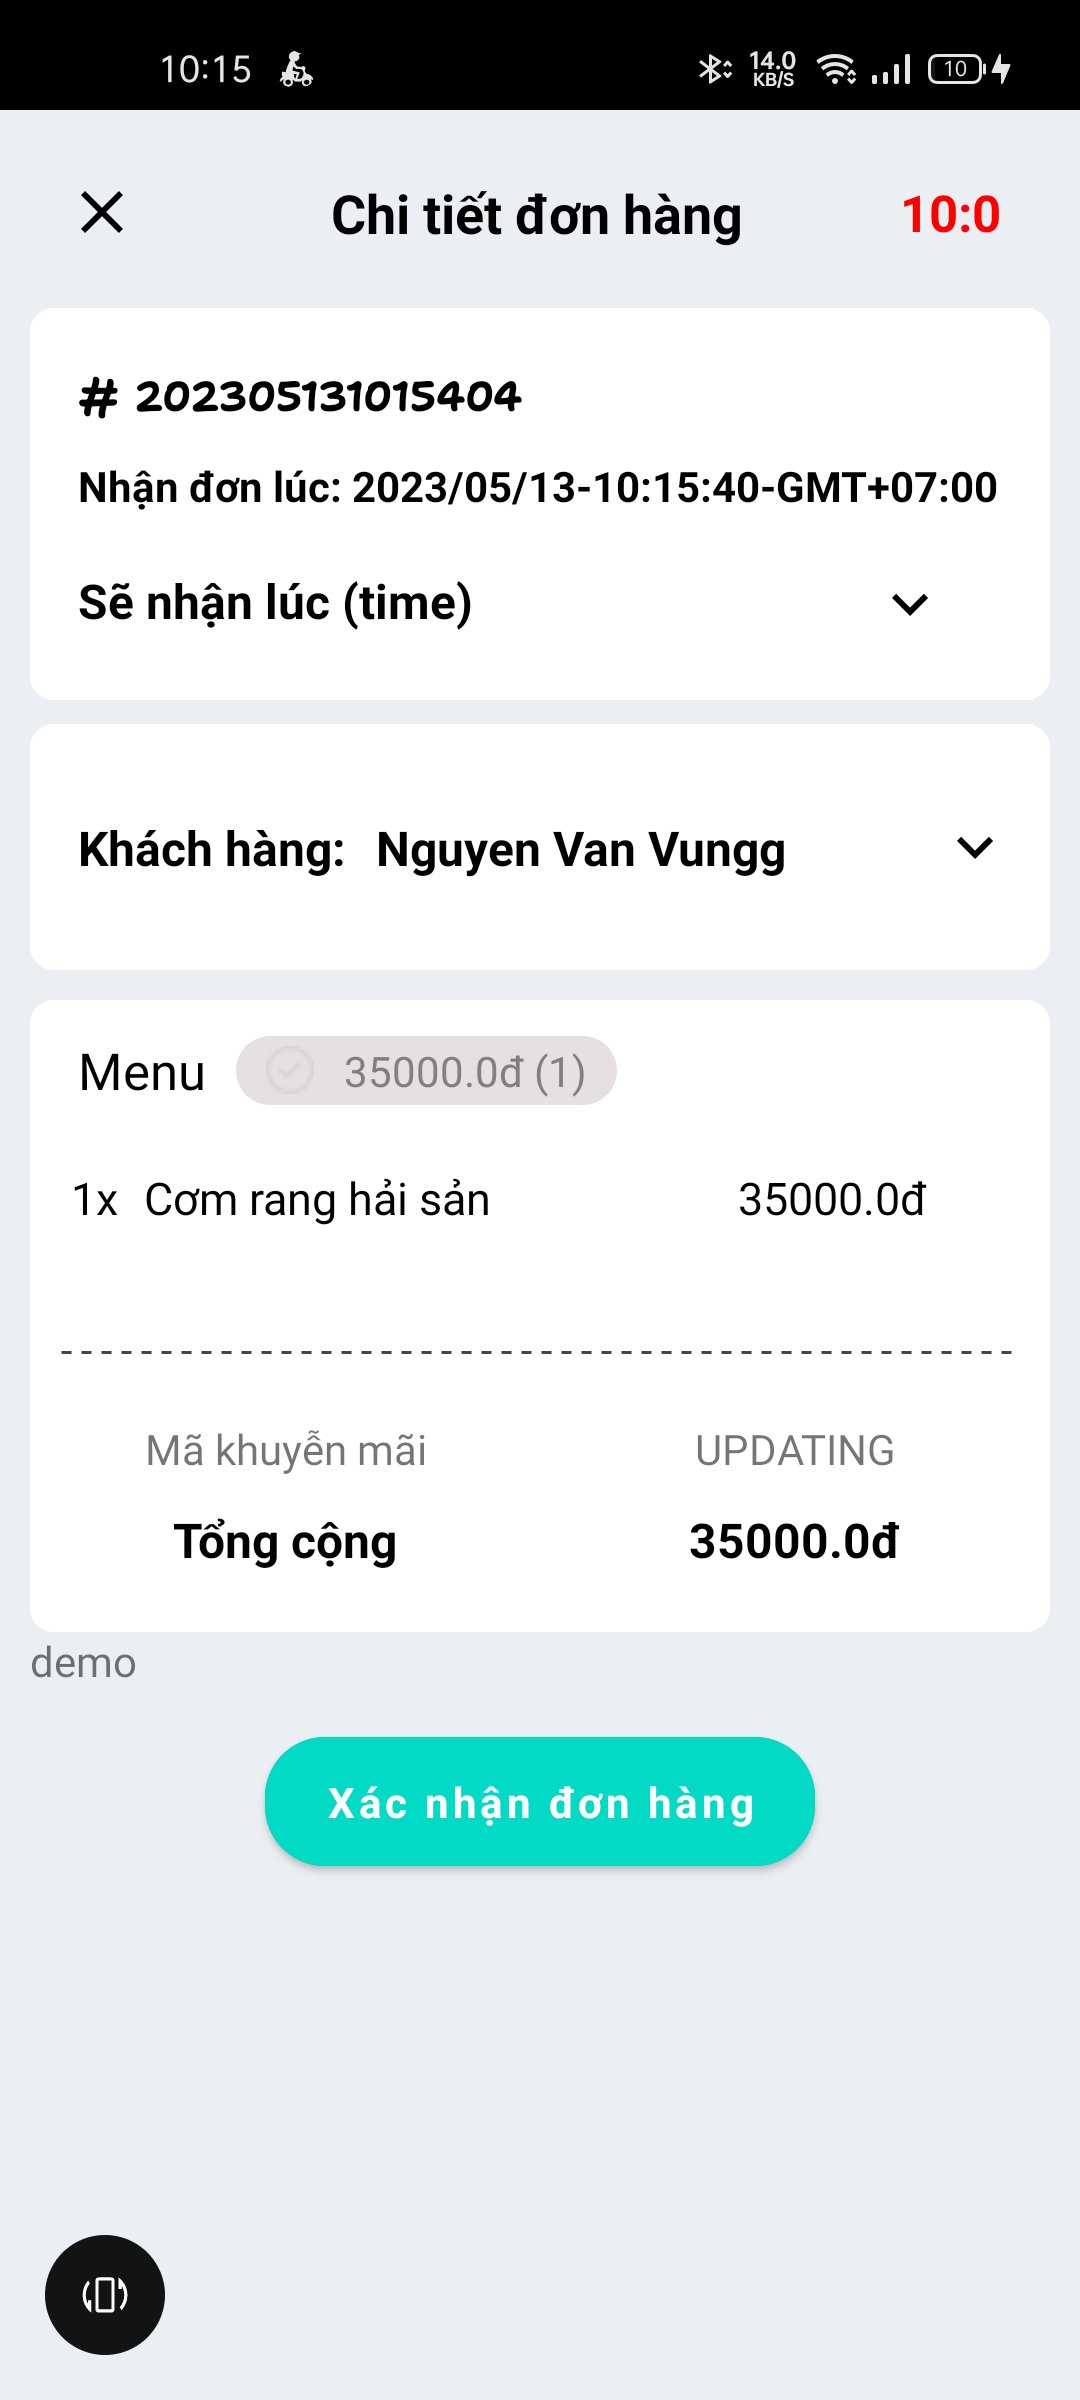 10:15
14.0
KB/S
10
Chi tiết đơn hàng
10:0
# 202305131015404
Nhận đơn lúc: 2023/05/13-10:15:40-GMT+07:00
Sẽ nhận lúc (time)
Khách hàng: Nguyen Van Vungg
Menu 35000.0đ (1)
1x Cơm rang hải sản 35000.0đ
Mã khuyễn mãi UPDATING
Tổng cộng 35000.0đ
demo
Xác nhận đơn hàng